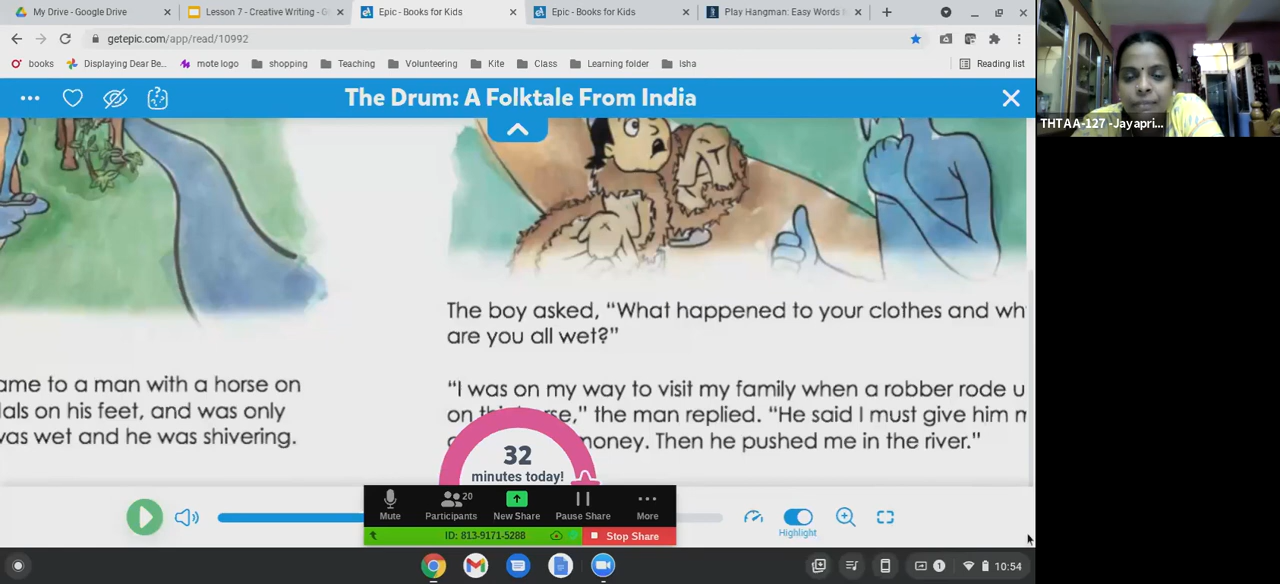 My Drive - Google Drive
Lesson 7 - Creative Writing - G
Epic - Books for Kids
Epic - Books for Kids
Play Hangman: Easy Words
getepic.com/app/read/10992
books
Displaying Dear Be...
mote logo
shopping
Teaching
Volunteering
Kite
Class
Learning folder
Isha
Reading list
The Drum: A Folktale From India
THTAA-127 -Jayapri...
ame to a man with a horse on
als on his feet, and was only
was wet and he was shivering.
The boy asked, “What happened to your clothes and wh
are you all wet?”
“I was on my way to visit my family when a robber rode u
on the man replied. “He said I must give him m
money. Then he pushed me in the river.”
32
minutes today!
Mute
Participants
20
New Share
Pause Share
More
ID: 813-9171-5288
Stop Share
Highlight
1
10:54